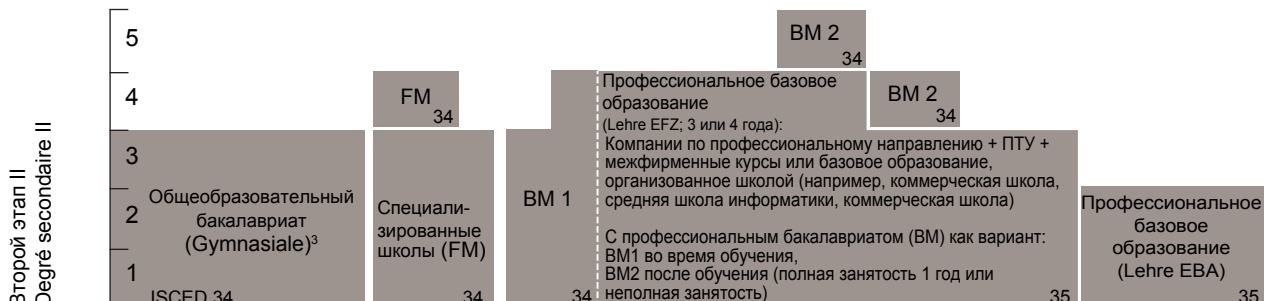 Второй этап II
Degré secondaire II
5
4
3
2
1
BM 2
34
FM
34
BM 2
34
Общеобразовательный
бакалавриат
(Gymnasiale)³
ISCED 34
Специали-
зированные
школы (FM)
34
BM 1
34
Профессиональное базовое
образование
(Lehre EFZ; 3 или 4 года):
Компании по профессиональному направлению + ПТУ +
межфирменные курсы или базовое образование,
организованное школой (например, коммерческая школа,
средняя школа информатики, коммерческая школа)
С профессиональным бакалавриатом (BM) как вариант:
BM1 во время обучения,
BM2 после обучения (полная занятость 1 год или
неполная занятость)
35
Профессиональное
базовое
образование
(Lehre EBA)
35